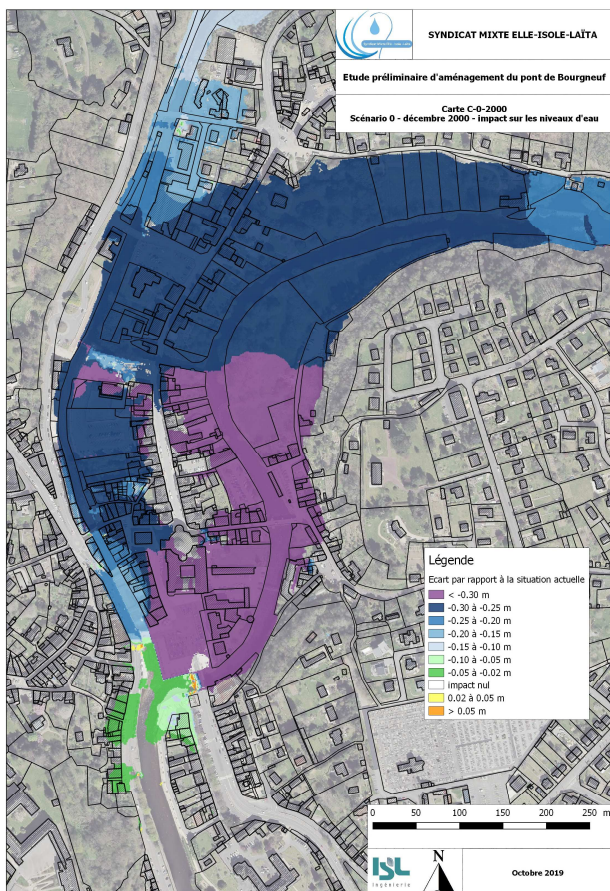 SYNDICAT MIXTE ELLE-ISOLE-LAÏTA
Etude préliminaire d'aménagement du pont de Bourgneuf
Carte C-0-2000
Scénario 0 - décembre 2000 - impact sur les niveaux d'eau
Légende
Ecart par rapport à la situation actuelle
< -0.30 m
-0.30 à -0.25 m
-0.25 à -0.20 m
-0.20 à -0.15 m
-0.15 à -0.10 m
-0.10 à -0.05 m
-0.05 à -0.02 m
impact nul
0.02 à 0.05 m
> 0.05 m
0 50 100 150 200 250 m
ISL
Ingénierie
N
Octobre 2019